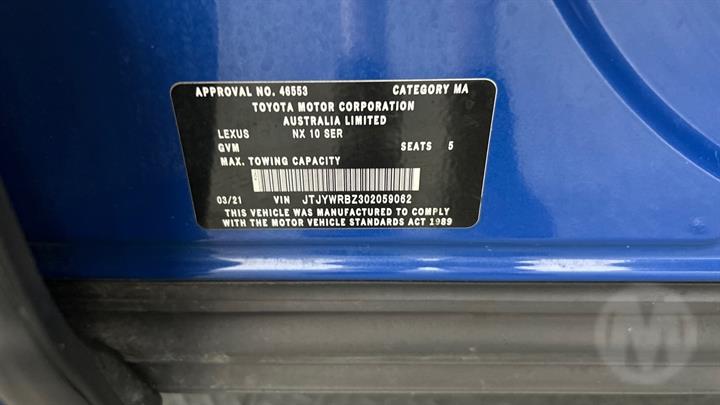 APPROVAL NO. 46553 CATEGORY MA
TOYOTA MOTOR CORPORATION
AUSTRALIA LIMITED
LEXUS NX 10 SER
GVM SEATS 5
MAX. TOWING CAPACITY
03/21 VIN JTJYWRBZ302059062
THIS VEHICLE WAS MANUFACTURED TO COMPLY
WITH THE MOTOR VEHICLE STANDARDS ACT 1989
M